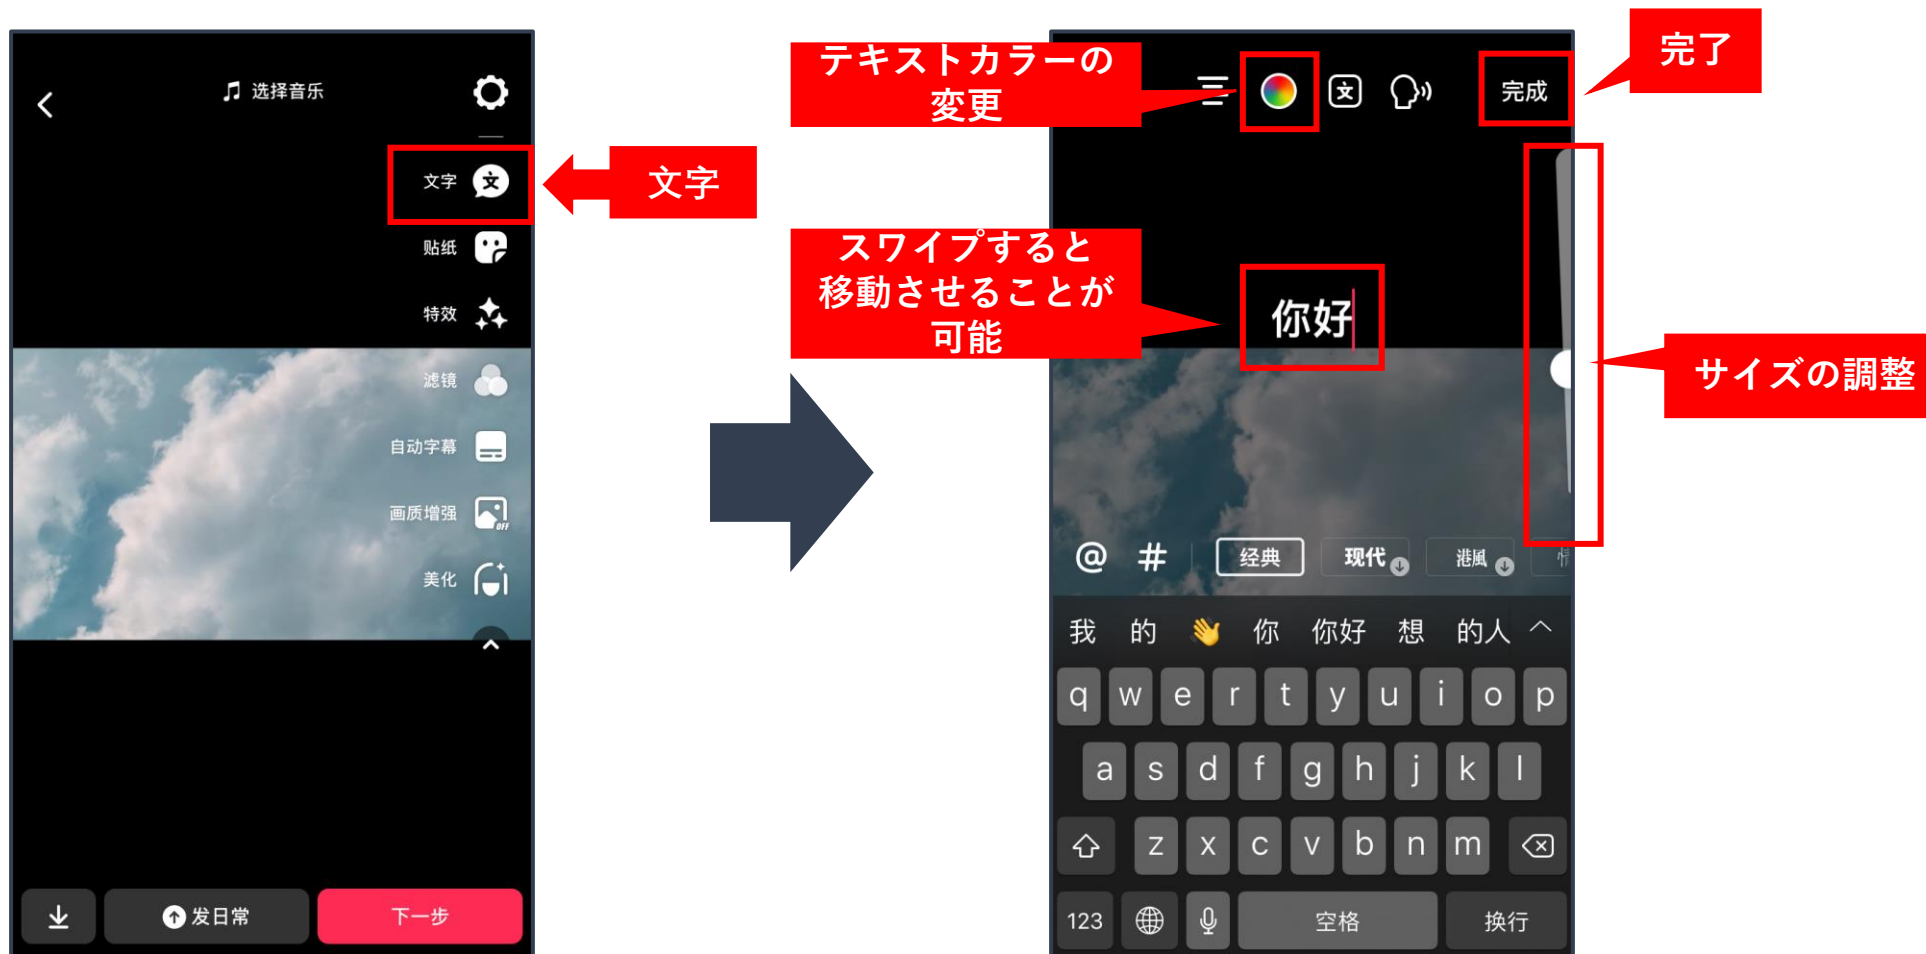 选择音乐
文字
贴纸
特效
滤镜
自动字幕
画质增强
OFF
美化
发日常
下一步
文字
テキストカラーの
変更
完了
文
完成
スワイプすると
移動させることが
可能
你好
サイズの調整
@ # 经典 现代 港風
我 的 👋 你 你好 想 的人
q w e r t y u i o p
a s d f g h j k l
z x c v b n m
123 空格 换行